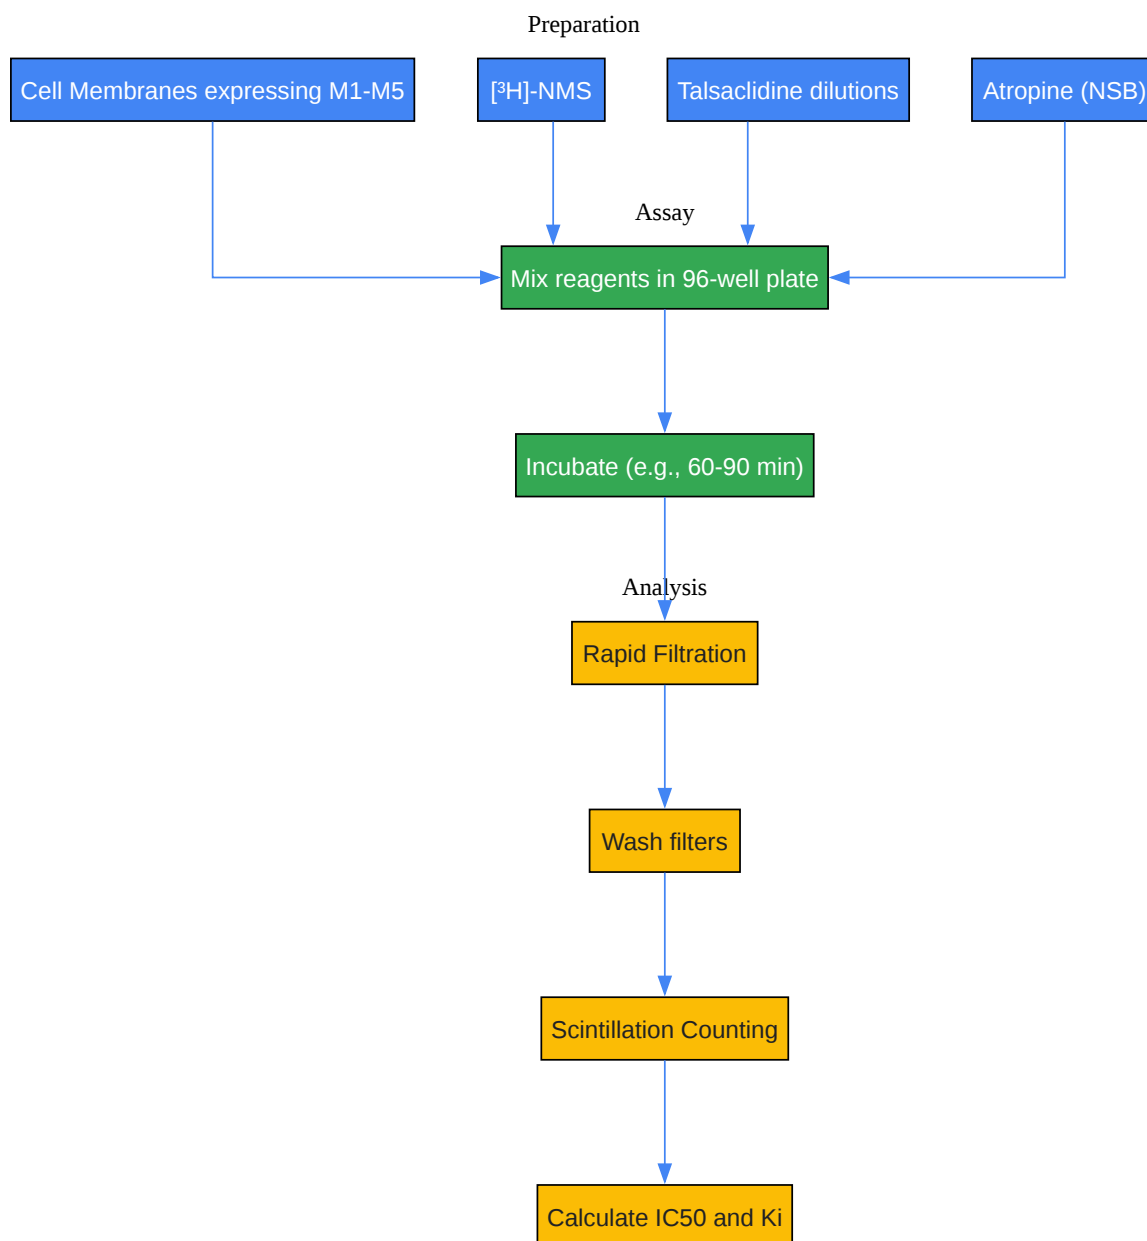 Preparation
Cell Membranes expressing M1-M5
[³H]-NMS
Talsaclidine dilutions
Atropine (NSB)
Assay
Mix reagents in 96-well plate
Incubate (e.g., 60-90 min)
Analysis
Rapid Filtration
Wash filters
Scintillation Counting
Calculate IC50 and Ki